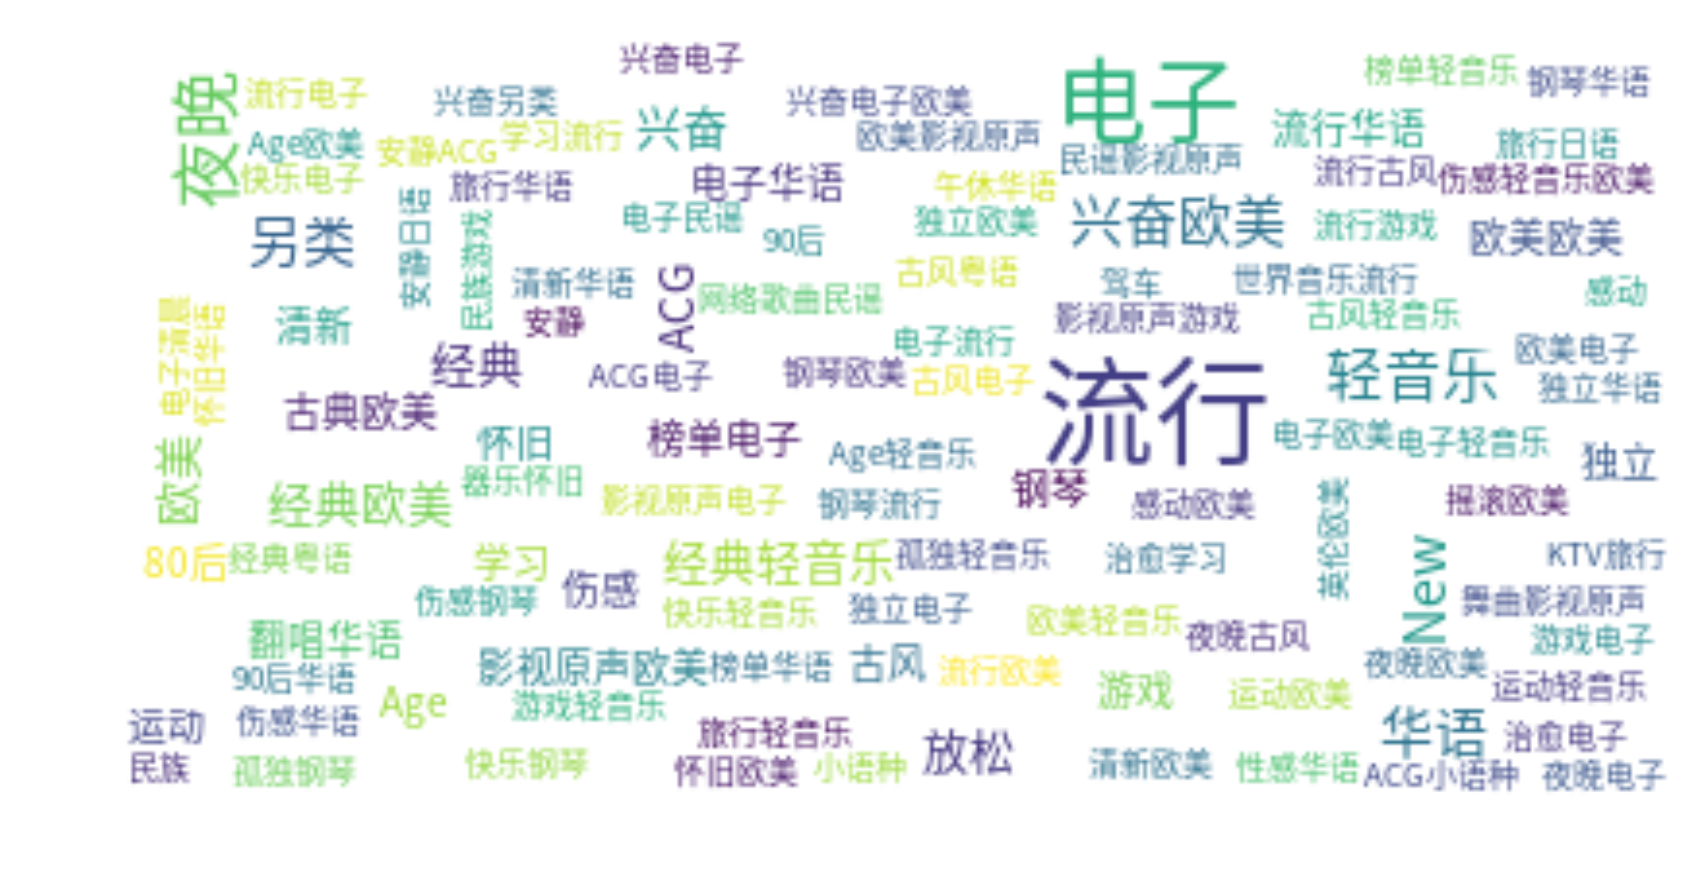 兴奋电子
夜晚
流行电子
兴奋另类
兴奋电子欧美
电子
榜单轻音乐
钢琴华语
Age欧美
安静ACG
学习流行
兴奋
欧美影视原声
流行华语
旅行日语
快乐电子
旅行华语
电子华语
午休华语
民谣影视原声
流行古风
伤感轻音乐欧美
另类
安静日语
民族游戏
电子民谣
90后
独立欧美
兴奋欧美
流行游戏
欧美欧美
清新华语
ACG
网络歌曲民谣
古风粤语
驾车
世界音乐流行
感动
电子清晨
怀旧华语
清新
安静
电子流行
影视原声游戏
古风轻音乐
经典
ACG电子
钢琴欧美
古风电子
流行
轻音乐
欧美电子
独立华语
古典欧美
怀旧
榜单电子
Age轻音乐
电子欧美
电子轻音乐
独立
欧美
经典欧美
器乐怀旧
影视原声电子
钢琴流行
钢琴
感动欧美
英伦欧美
摇滚欧美
80后
经典粤语
学习
伤感
经典轻音乐
孤独轻音乐
治愈学习
New
KTV旅行
伤感钢琴
快乐轻音乐
独立电子
欧美轻音乐
夜晚古风
舞曲影视原声
翻唱华语
游戏电子
90后华语
影视原声欧美
榜单华语
古风
流行欧美
夜晚欧美
Age
游戏轻音乐
游戏
运动欧美
运动轻音乐
运动
伤感华语
旅行轻音乐
放松
华语
治愈电子
民族
孤独钢琴
快乐钢琴
怀旧欧美
小语种
清新欧美
性感华语
ACG小语种
夜晚电子